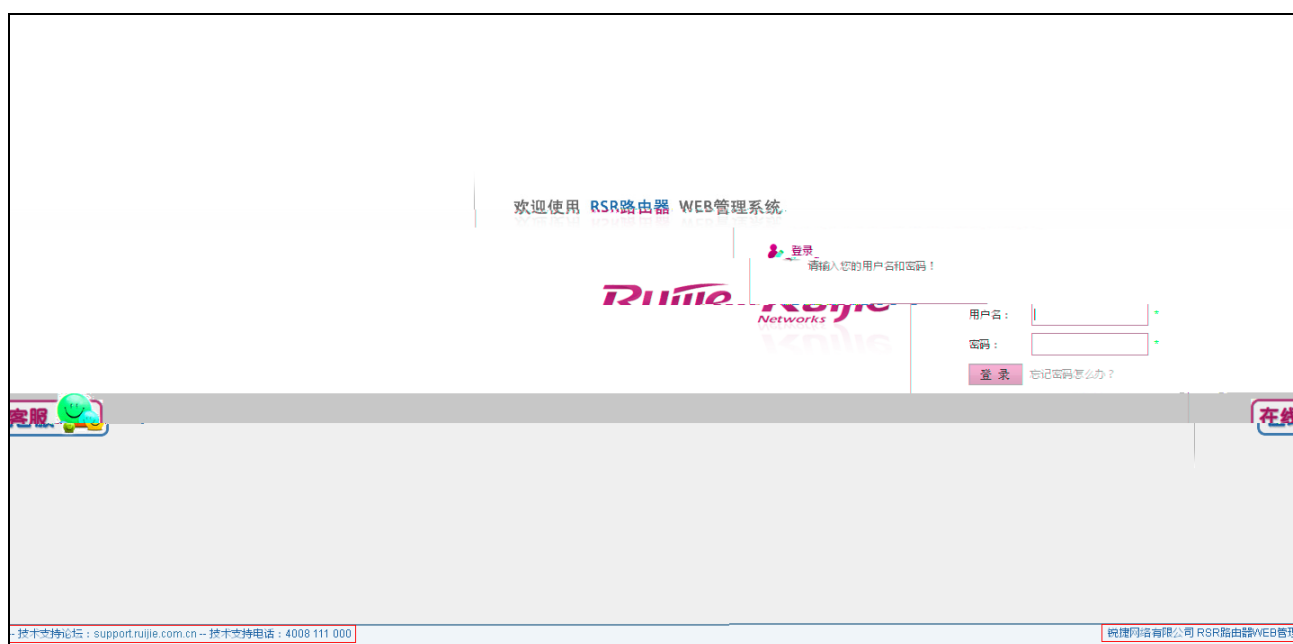 欢迎使用 RSR路由器 WEB管理系统
登录
请输入您的用户名和密码！
Ruijie
Ruijie
Networks
用户名： *
密码： *
登 录 忘记密码怎么办？
客服
在线
-- 技术支持论坛：support.ruijie.com.cn -- 技术支持电话：4008 111 000
锐捷网络有限公司 RSR路由器WEB管理